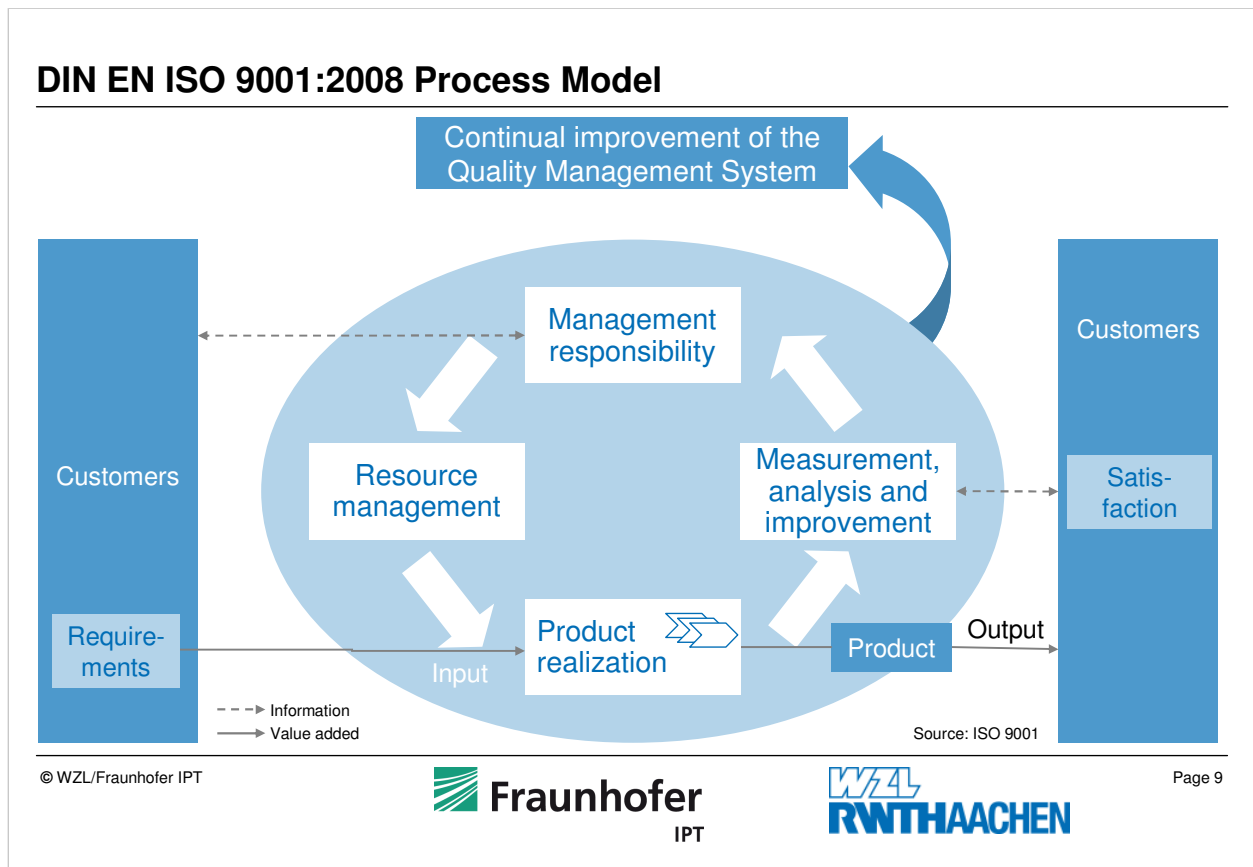 DIN EN ISO 9001:2008 Process Model
Continual improvement of the
Quality Management System
Customers
Require-
ments
Management
responsibility
Resource
management
Measurement,
analysis and
improvement
Input
Product
realization
Product
Output
Customers
Satis-
faction
Information
Value added
Source: ISO 9001
© WZL/Fraunhofer IPT
Fraunhofer
IPT
WZL
RWTHAACHEN
Page 9